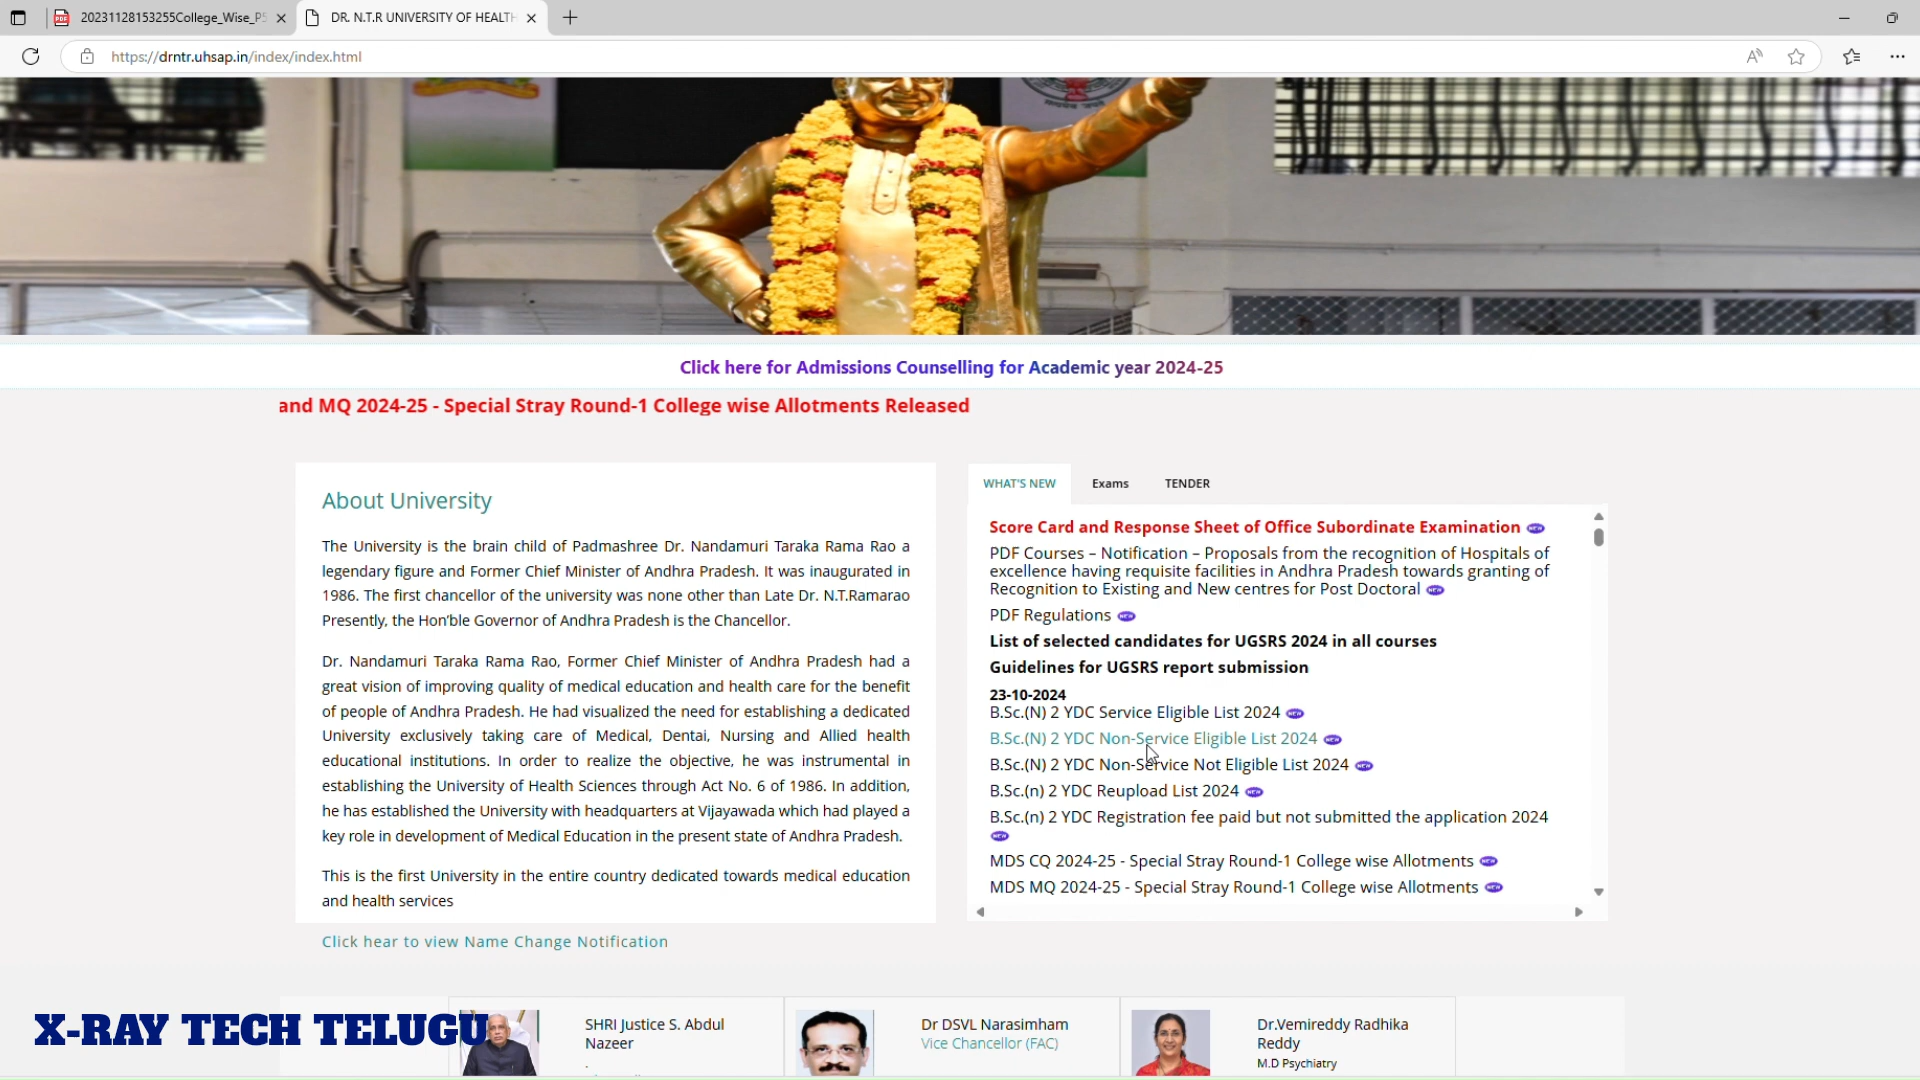 20231128153255College_Wise_PS
DR. N.T.R UNIVERSITY OF HEALTH
https://drntr.uhsap.in/index/index.html
Click here for Admissions Counselling for Academic year 2024-25
and MQ 2024-25 - Special Stray Round-1 College wise Allotments Released
About University
The University is the brain child of Padmashree Dr. Nandamuri Taraka Rama Rao a
legendary figure and Former Chief Minister of Andhra Pradesh. It was inaugurated in
1986. The first chancellor of the university was none other than Late Dr. N.T.Ramarao
Presently, the Hon'ble Governor of Andhra Pradesh is the Chancellor.
Dr. Nandamuri Taraka Rama Rao, Former Chief Minister of Andhra Pradesh had a
great vision of improving quality of medical education and health care for the benefit
of people of Andhra Pradesh. He had visualized the need for establishing a dedicated
University exclusively taking care of Medical, Dentai, Nursing and Allied health
educational institutions. In order to realize the objective, he was instrumental in
establishing the University of Health Sciences through Act No. 6 of 1986. In addition,
he has established the University with headquarters at Vijayawada which had played a
key role in development of Medical Education in the present state of Andhra Pradesh.
This is the first University in the entire country dedicated towards medical education
and health services
Click hear to view Name Change Notification
WHAT'S NEW Exams TENDER
Score Card and Response Sheet of Office Subordinate Examination NEW
PDF Courses – Notification – Proposals from the recognition of Hospitals of
excellence having requisite facilities in Andhra Pradesh towards granting of
Recognition to Existing and New centres for Post Doctoral NEW
PDF Regulations NEW
List of selected candidates for UGSRS 2024 in all courses
Guidelines for UGSRS report submission
23-10-2024
B.Sc.(N) 2 YDC Service Eligible List 2024 NEW
B.Sc.(N) 2 YDC Non-Service Eligible List 2024 NEW
B.Sc.(N) 2 YDC Non-Service Not Eligible List 2024 NEW
B.Sc.(n) 2 YDC Reupload List 2024 NEW
B.Sc.(n) 2 YDC Registration fee paid but not submitted the application 2024
NEW
MDS CQ 2024-25 - Special Stray Round-1 College wise Allotments NEW
MDS MQ 2024-25 - Special Stray Round-1 College wise Allotments NEW
X-RAY TECH TELUGU
SHRI Justice S. Abdul
Nazeer
.
Dr DSVL Narasimham
Vice Chancellor (FAC)
Dr.Vemireddy Radhika
Reddy
M.D Psychiatry